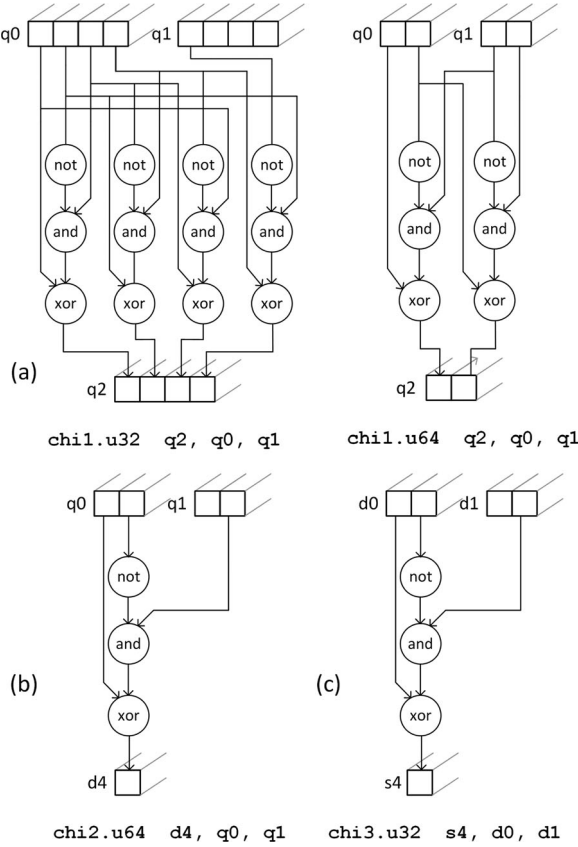 q0 q1 q0 q1
not not not not not not
and and and and and and
xor xor xor xor xor xor
(a) q2 q2
chi1.u32 q2, q0, q1 chi1.u64 q2, q0, q1
q0 q1 d0 d1
not not
and and
(b) (c)
xor xor
d4 s4
chi2.u64 d4, q0, q1 chi3.u32 s4, d0, d1